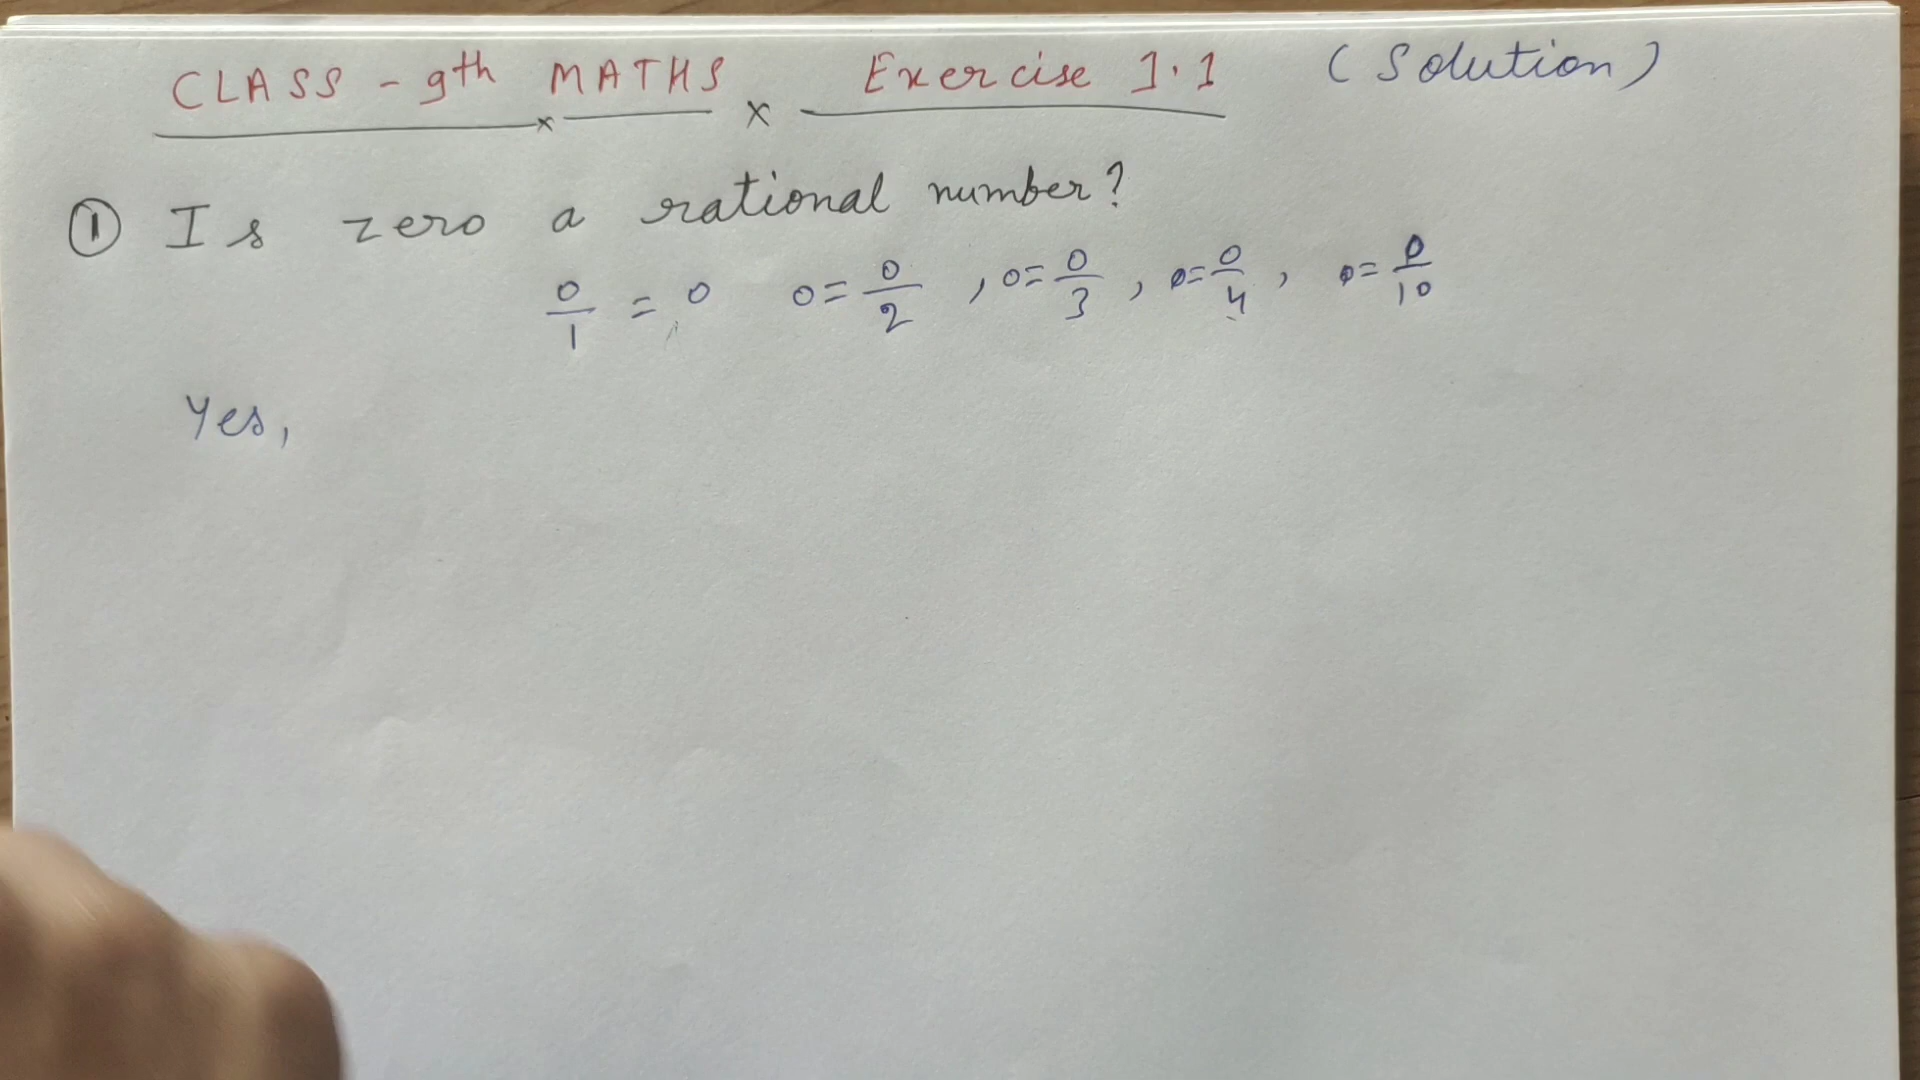 CLASS - 9th MATHS Exercise 1.1 (Solution)
① Is zero a rational number?
0/1 = 0 0=0/2 , 0=0/3 , 0=0/4 , 0=0/10
Yes,